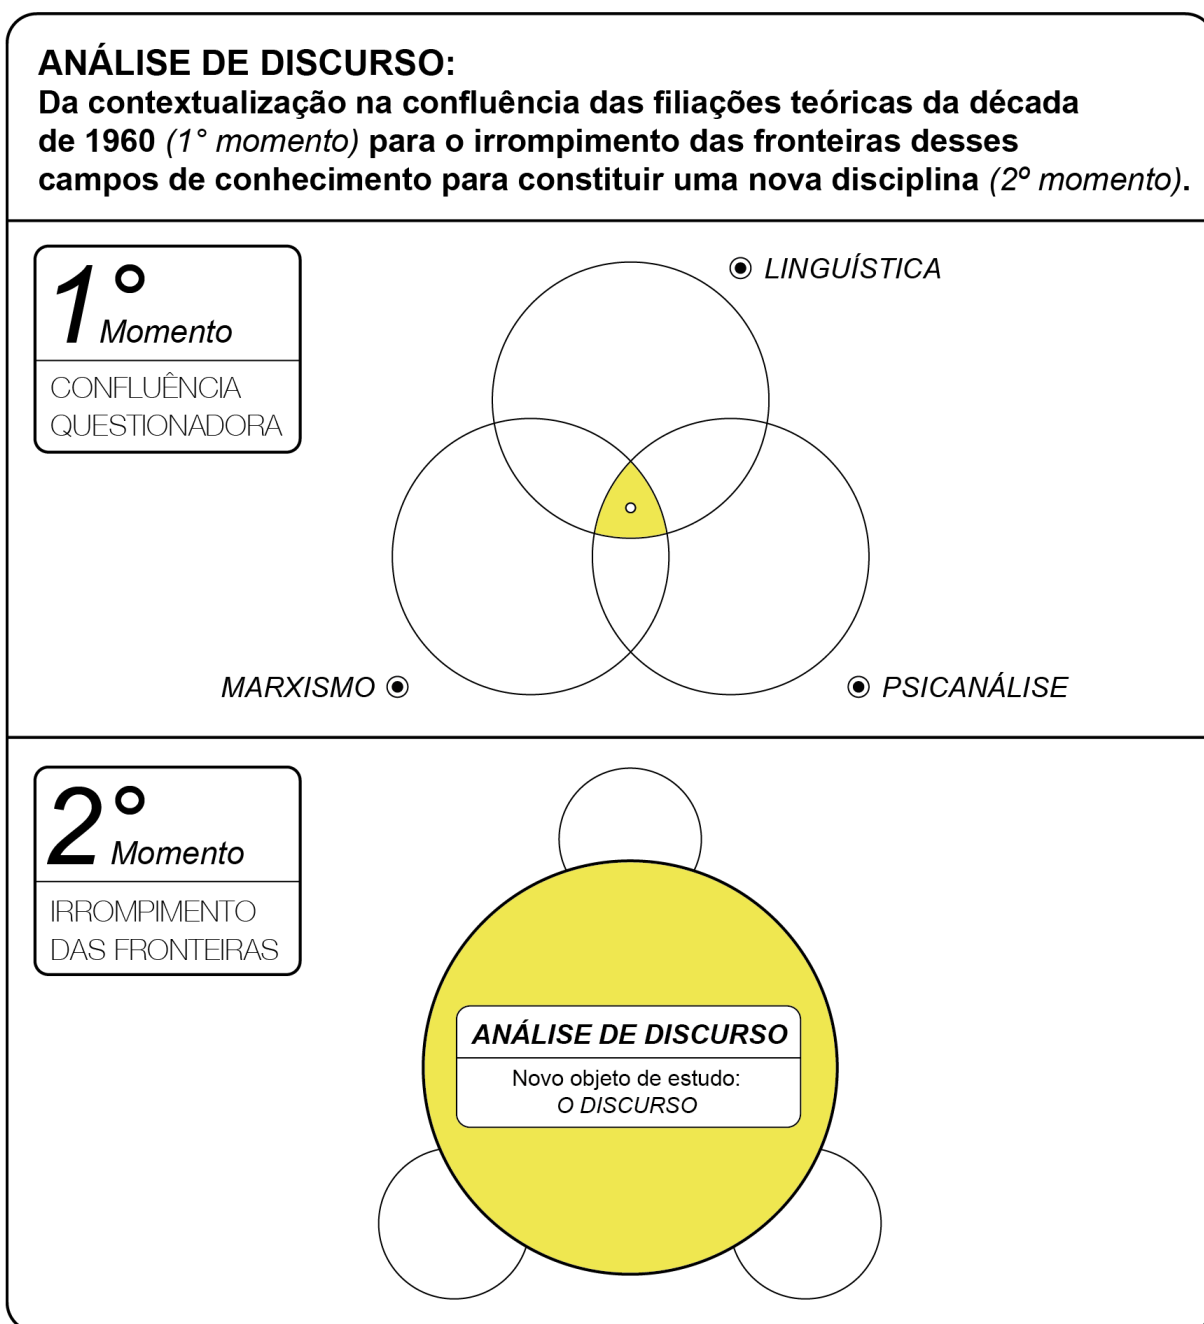 ANÁLISE DE DISCURSO:
Da contextualização na confluência das filiações teóricas da década
de 1960 (1° momento) para o irrompimento das fronteiras desses
campos de conhecimento para constituir uma nova disciplina (2º momento).
1°
Momento
CONFLUÊNCIA
QUESTIONADORA
LINGUÍSTICA
MARXISMO
PSICANÁLISE
2°
Momento
IRROMPIMENTO
DAS FRONTEIRAS
ANÁLISE DE DISCURSO
Novo objeto de estudo:
O DISCURSO